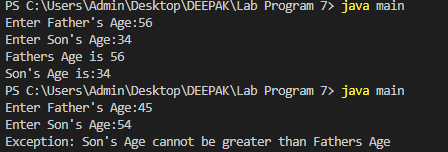 PS C:\Users\Admin\Desktop\DEEPAK\Lab Program 7> java main
Enter Father's Age:56
Enter Son's Age:34
Fathers Age is 56
Son's Age is:34
PS C:\Users\Admin\Desktop\DEEPAK\Lab Program 7> java main
Enter Father's Age:45
Enter Son's Age:54
Exception: Son's Age cannot be greater than Fathers Age